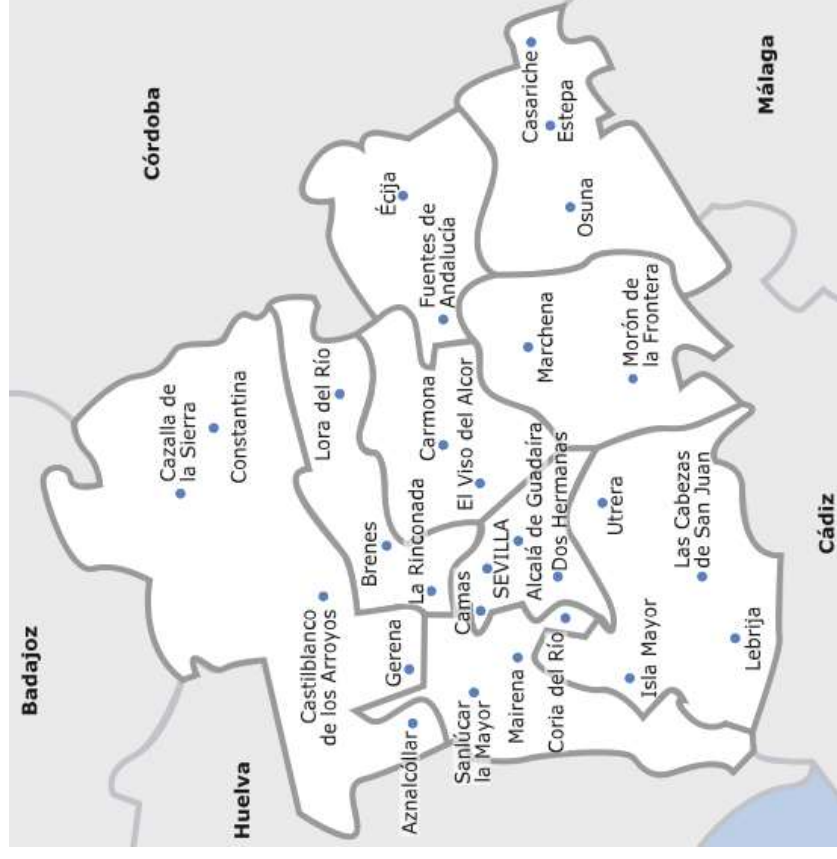 Badajoz
Córdoba
Huelva
Málaga
Cádiz
Cazalla de
la Sierra
Constantina
Lora del Río
Écija
Fuentes de
Andalucía
Casariche
Estepa
Osuna
Castilblanco
de los Arroyos
Brenes
La Rinconada
Carmona
El Viso del Alcor
Marchena
Morón de
la Frontera
Gerena
Aznalcóllar
Camas
SEVILLA
Alcalá de Guadaíra
Dos Hermanas
Sanlúcar
la Mayor
Mairena
Coria del Río
Utrera
Isla Mayor
Las Cabezas
de San Juan
Lebrija